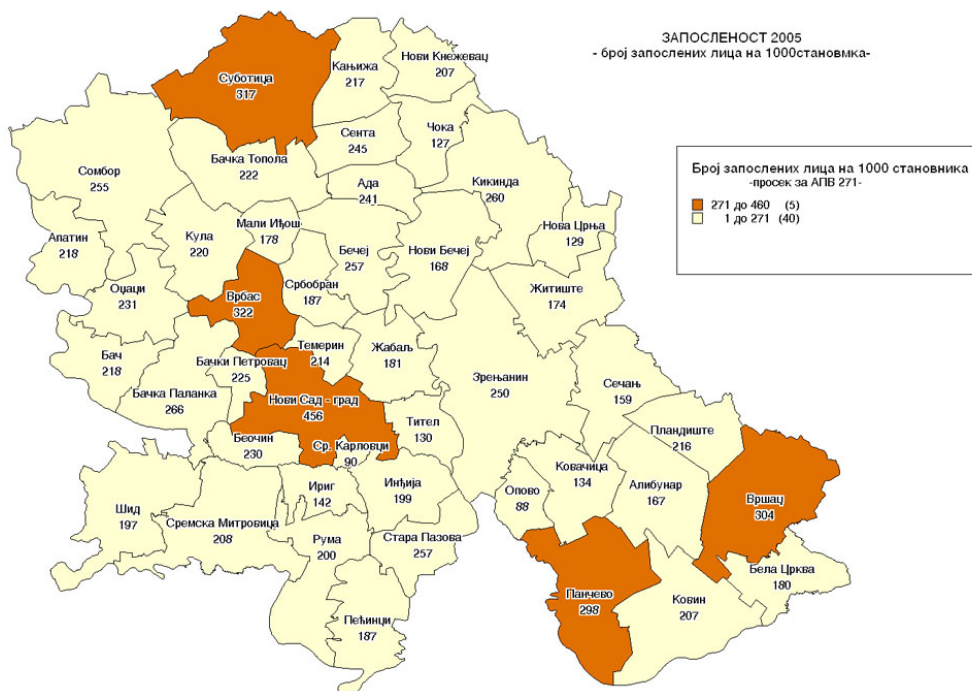 ЗАПОСЛЕНОСТ 2005
- број запослених лица на 1000становмка-
Број запослених лица на 1000 становника
-просек за АПВ 271-
271 до 460 (5)
1 до 271 (40)
Суботица
317
Кањижа
217
Нови Кнежевац
207
Сента
245
Чока
127
Бачка Топола
222
Сомбор
255
Ада
241
Кикинда
260
Апатин
218
Кула
220
Мали Иђош
178
Бечеј
257
Нови Бечеј
168
Нова Црња
129
Оџаци
231
Врбас
322
Србобран
187
Житиште
174
Бач
218
Бачки Петровац
225
Темерин
214
Жабаљ
181
Зрењанин
250
Сечањ
159
Бачка Паланка
266
Нови Сад - град
456
Тител
130
Пландиште
216
Беочин
230
Ср. Карловци
90
Ковачица
134
Алибунар
167
Вршац
304
Опово
88
Шид
197
Сремска Митровица
208
Ириг
142
Инђија
199
Рума
200
Стара Пазова
257
Бела Црква
180
Панчево
298
Ковин
207
Пећинци
187